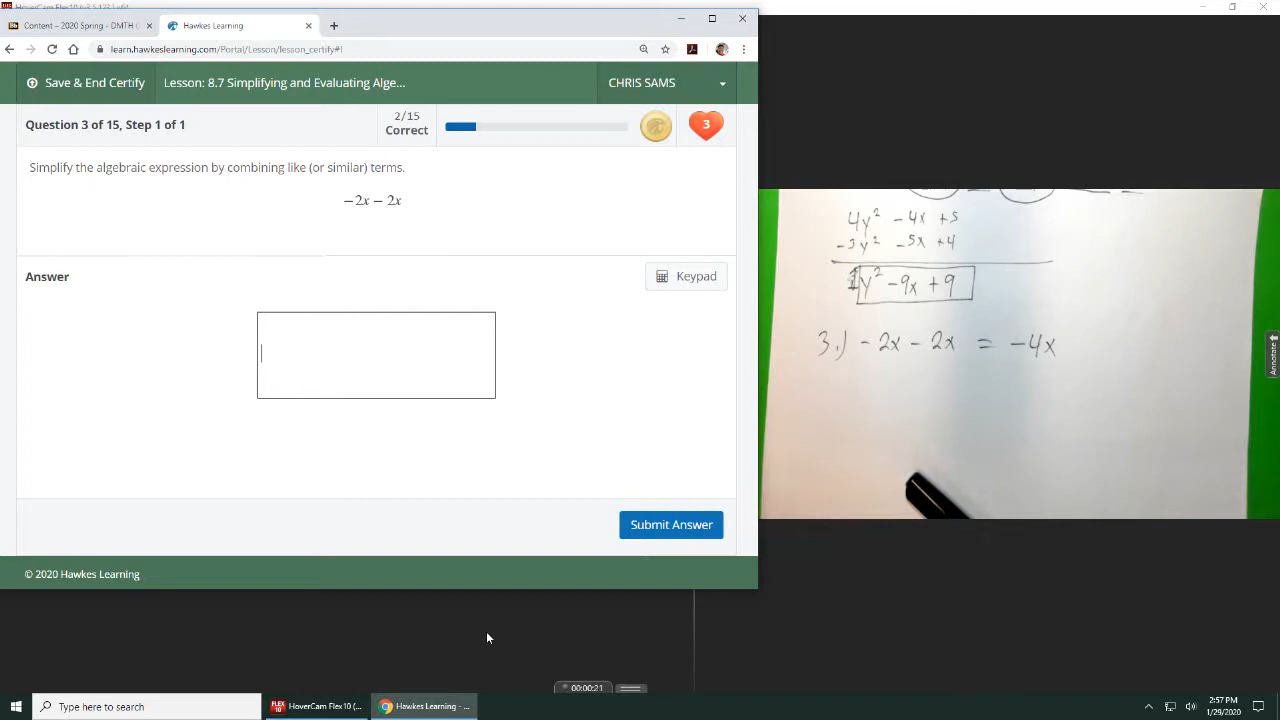 HoverCam Flex10
Content – 2020 Spring - DMTH
Hawkes Learning
learn.hawkeslearning.com/Portal/Lesson/lesson_certify#!
Save & End Certify
Lesson: 8.7 Simplifying and Evaluating Alge...
CHRIS SAMS
Question 3 of 15, Step 1 of 1
2/15
Correct
3
Simplify the algebraic expression by combining like (or similar) terms.
−2x − 2x
Answer
Keypad
Submit Answer
© 2020 Hawkes Learning
4y² - 4x + 5
-3y² - 5x + 4
y² - 9x + 9
3.) - 2x - 2x = -4x
Annotate
00:00:21
Type here to search
HoverCam Flex10 (...
Hawkes Learning - ...
2:57 PM
1/29/2020